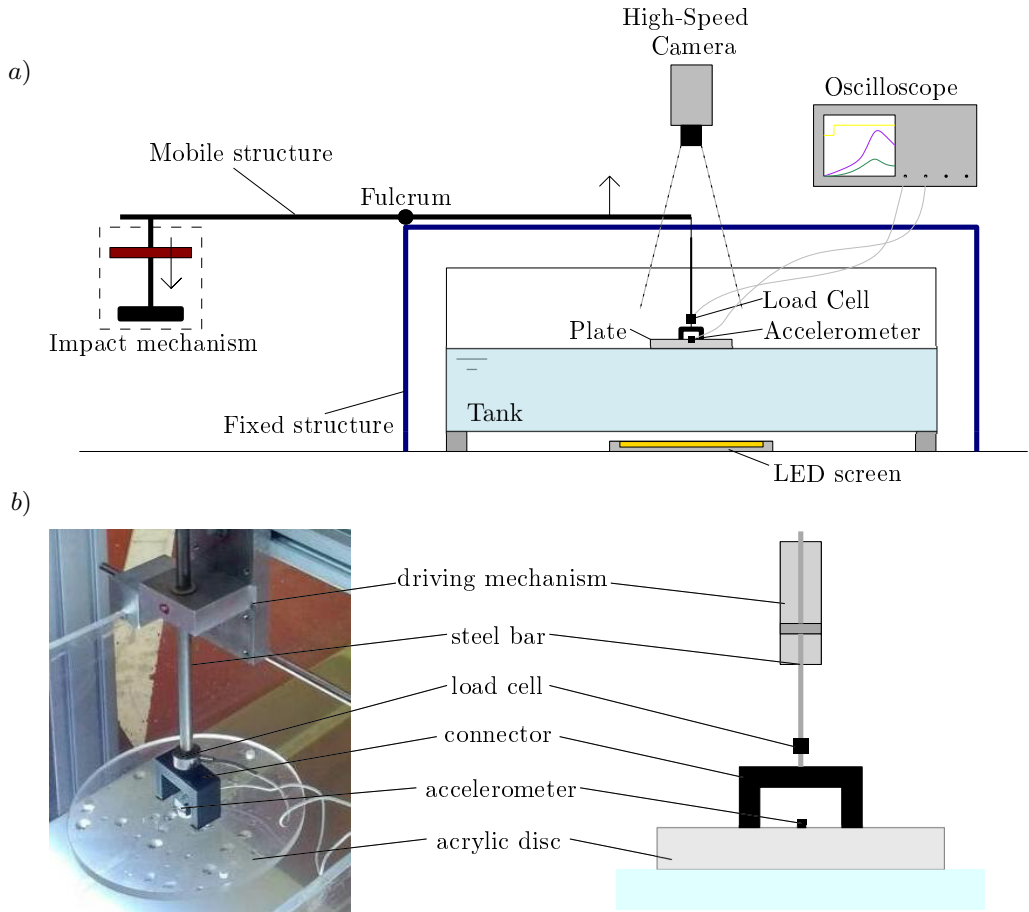 High-Speed
Camera
a)
Oscilloscope
Mobile structure
Fulcrum
Load Cell
Plate
Accelerometer
Impact mechanism
Tank
Fixed structure
LED screen
b)
driving mechanism
steel bar
load cell
connector
accelerometer
acrylic disc